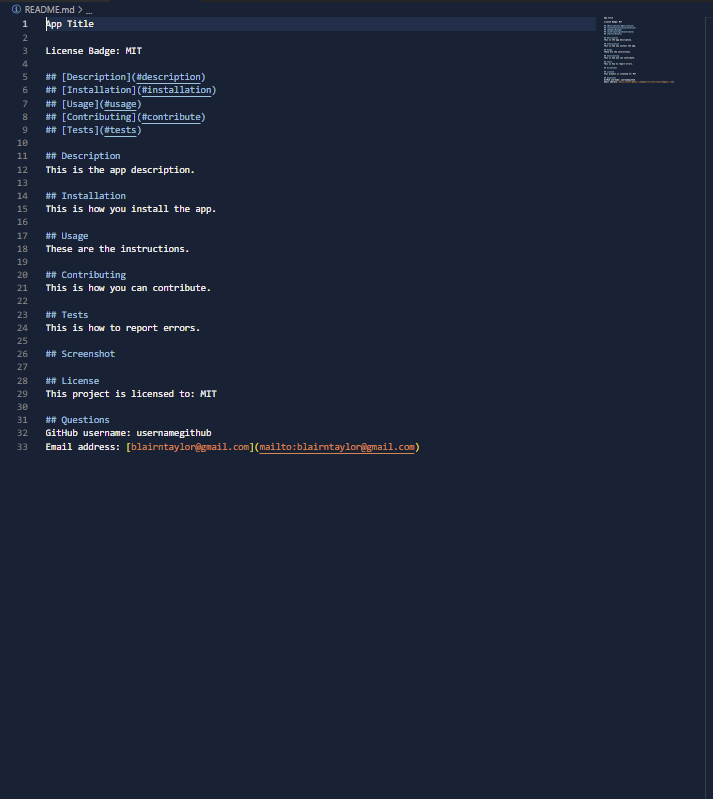 README.md > ...
1 App Title
2
3 License Badge: MIT
4
5 ## [Description](#description)
6 ## [Installation](#installation)
7 ## [Usage](#usage)
8 ## [Contributing](#contribute)
9 ## [Tests](#tests)
10
11 ## Description
12 This is the app description.
13
14 ## Installation
15 This is how you install the app.
16
17 ## Usage
18 These are the instructions.
19
20 ## Contributing
21 This is how you can contribute.
22
23 ## Tests
24 This is how to report errors.
25
26 ## Screenshot
27
28 ## License
29 This project is licensed to: MIT
30
31 ## Questions
32 GitHub username: usernamegithub
33 Email address: [blairntaylor@gmail.com](mailto:blairntaylor@gmail.com)